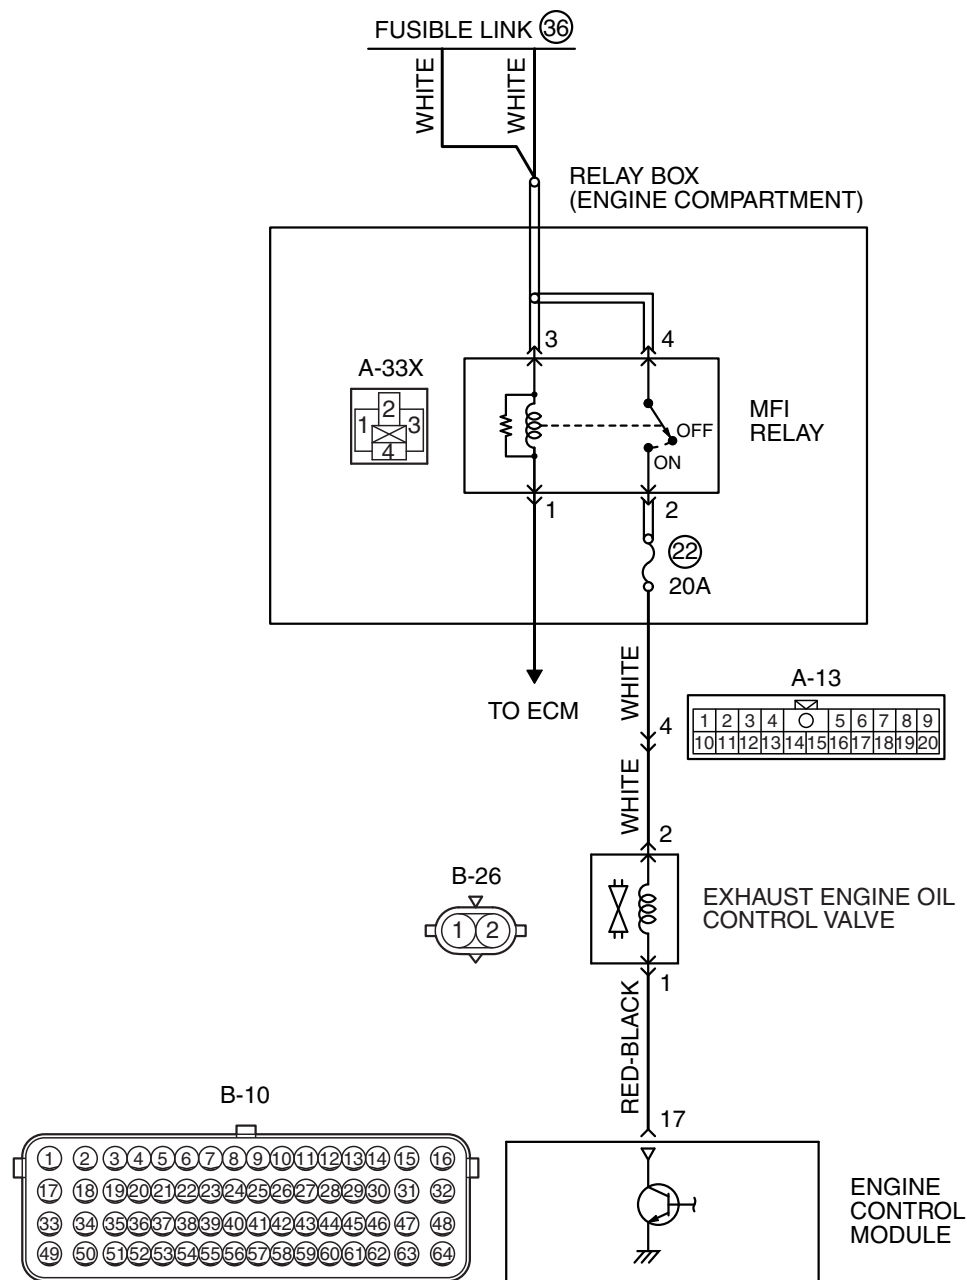 FUSIBLE LINK 36
WHITE
WHITE
RELAY BOX
(ENGINE COMPARTMENT)
3
4
A-33X
2
1
3
4
MFI
RELAY
OFF
ON
1
2
22
20A
TO ECM
WHITE
A-13
1 2 3 4 5 6 7 8 9
10 11 12 13 14 15 16 17 18 19 20
4
WHITE
2
B-26
1 2
EXHAUST ENGINE OIL
CONTROL VALVE
1
RED-BLACK
B-10
17
1 2 3 4 5 6 7 8 9 10 11 12 13 14 15 16
17 18 19 20 21 22 23 24 25 26 27 28 29 30 31 32
33 34 35 36 37 38 39 40 41 42 43 44 45 46 47 48
49 50 51 52 53 54 55 56 57 58 59 60 61 62 63 64
ENGINE
CONTROL
MODULE